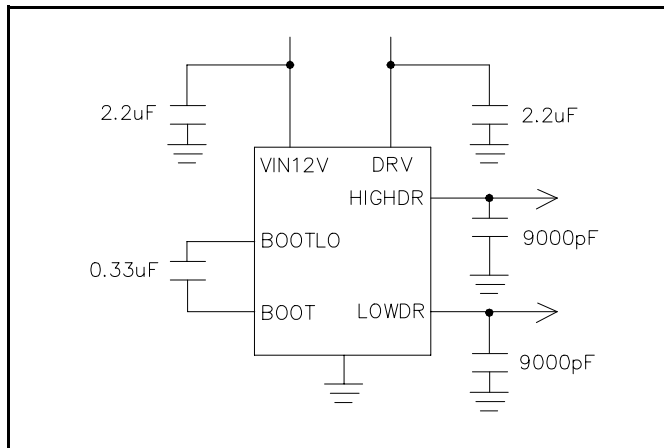 2.2uF
2.2uF
VIN12V
DRV
HIGHDR
9000pF
BOOTLO
0.33uF
BOOT
LOWDR
9000pF